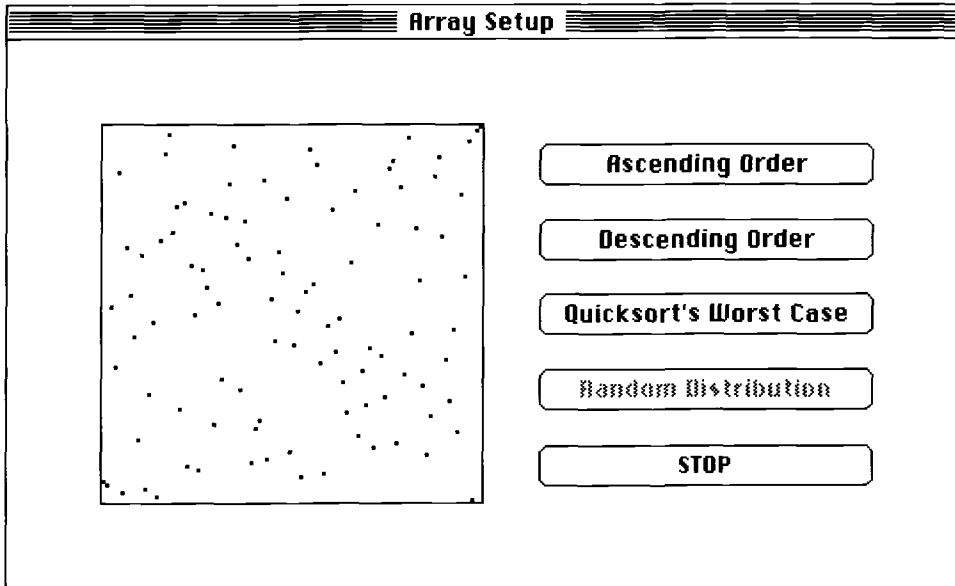 Array Setup
Ascending Order
Descending Order
Quicksort's Worst Case
Random Distribution
STOP